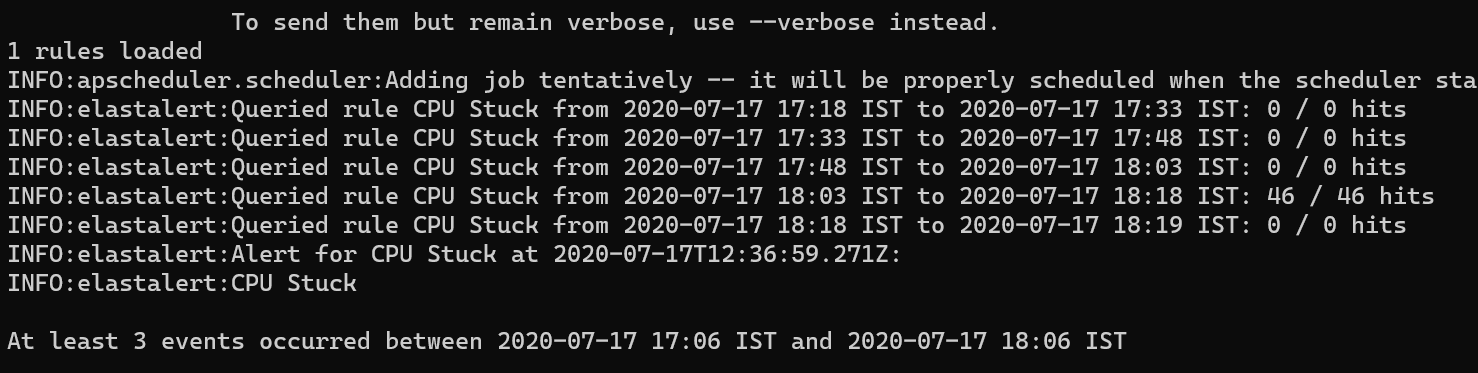 To send them but remain verbose, use --verbose instead.
1 rules loaded
INFO:apscheduler.scheduler:Adding job tentatively -- it will be properly scheduled when the scheduler sta
INFO:elastalert:Queried rule CPU Stuck from 2020-07-17 17:18 IST to 2020-07-17 17:33 IST: 0 / 0 hits
INFO:elastalert:Queried rule CPU Stuck from 2020-07-17 17:33 IST to 2020-07-17 17:48 IST: 0 / 0 hits
INFO:elastalert:Queried rule CPU Stuck from 2020-07-17 17:48 IST to 2020-07-17 18:03 IST: 0 / 0 hits
INFO:elastalert:Queried rule CPU Stuck from 2020-07-17 18:03 IST to 2020-07-17 18:18 IST: 46 / 46 hits
INFO:elastalert:Queried rule CPU Stuck from 2020-07-17 18:18 IST to 2020-07-17 18:19 IST: 0 / 0 hits
INFO:elastalert:Alert for CPU Stuck at 2020-07-17T12:36:59.271Z:
INFO:elastalert:CPU Stuck
At least 3 events occurred between 2020-07-17 17:06 IST and 2020-07-17 18:06 IST